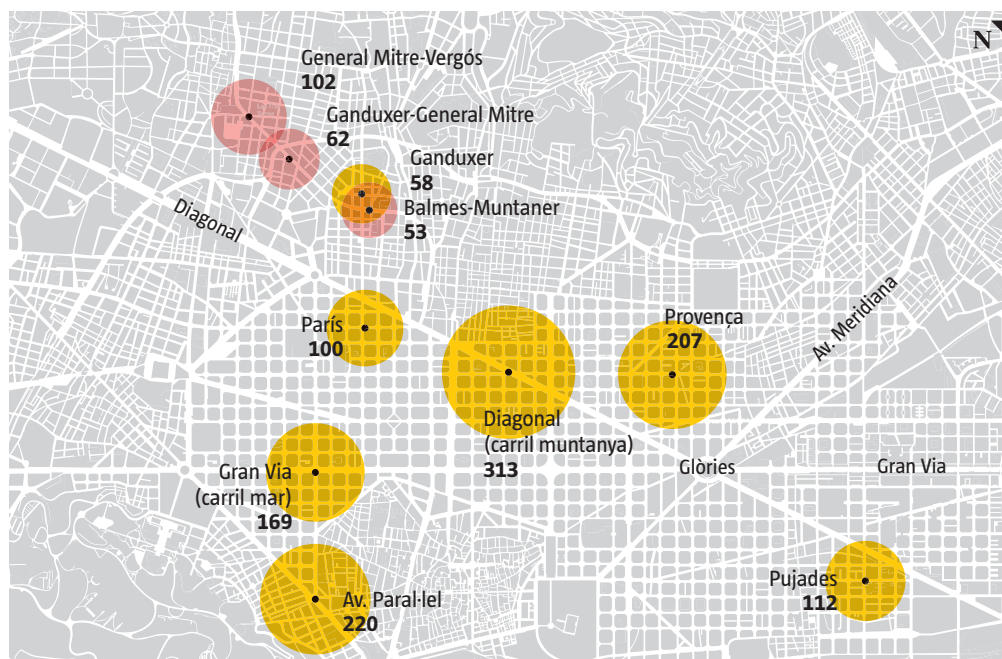 N
General Mitre-Vergós
102
Ganduxer-General Mitre
62
Ganduxer
58
Balmes-Muntaner
53
Diagonal
París
100
Provença
207
Av. Meridiana
Diagonal
(carril muntanya)
313
Glòries
Gran Via
Gran Via
(carril mar)
169
Av. Paral·lel
220
Pujades
112